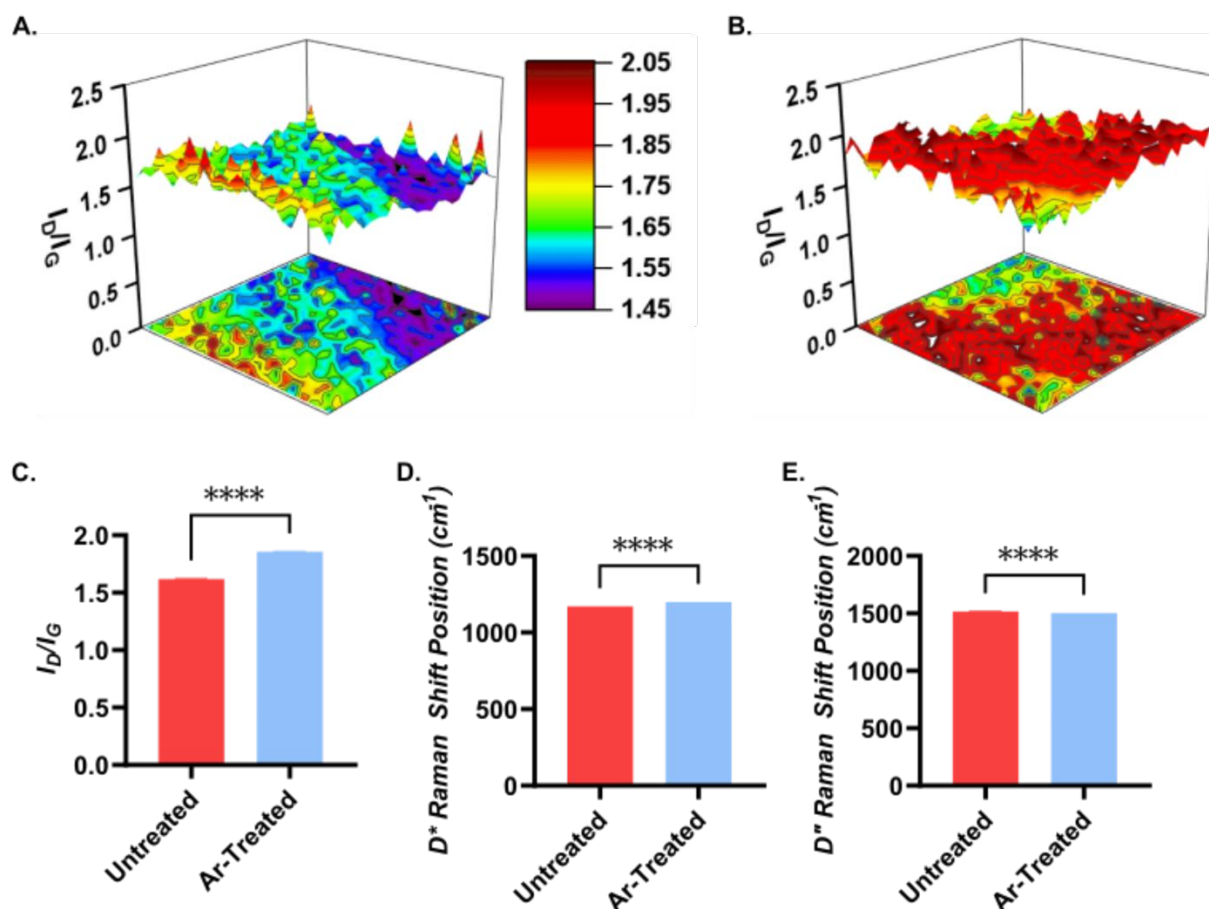 A.
2.5
2.0
1.5
1.0
0.5
0.0
I_D/I_G
2.05
1.95
1.85
1.75
1.65
1.55
1.45
B.
2.5
2.0
1.5
1.0
0.5
0.0
I_D/I_G
C.
****
2.0
1.5
1.0
0.5
0.0
I_D/I_G
Untreated
Ar-Treated
D.
****
1500
1000
500
0
D* Raman Shift Position (cm⁻¹)
Untreated
Ar-Treated
E.
****
2000
1500
1000
500
0
D" Raman Shift Position (cm⁻¹)
Untreated
Ar-Treated